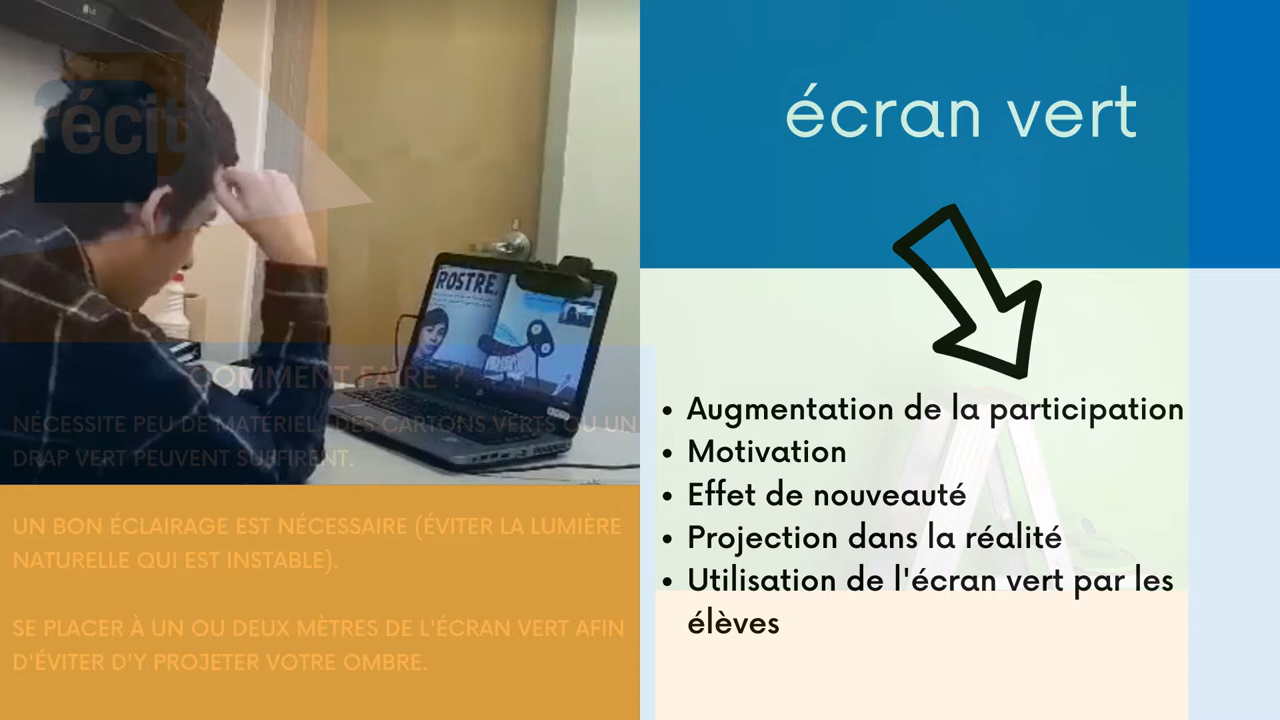 LG
récit
ROSTRE.
COMMENT FAIRE ?
NÉCESSITE PEU DE MATÉRIEL, DES CARTONS VERTS OU UN
DRAP VERT PEUVENT SUFFIRENT.
UN BON ÉCLAIRAGE EST NÉCESSAIRE (ÉVITER LA LUMIÈRE
NATURELLE QUI EST INSTABLE).
SE PLACER À UN OU DEUX MÈTRES DE L'ÉCRAN VERT AFIN
D'ÉVITER D'Y PROJETER VOTRE OMBRE.
écran vert
• Augmentation de la participation
• Motivation
• Effet de nouveauté
• Projection dans la réalité
• Utilisation de l'écran vert par les
élèves